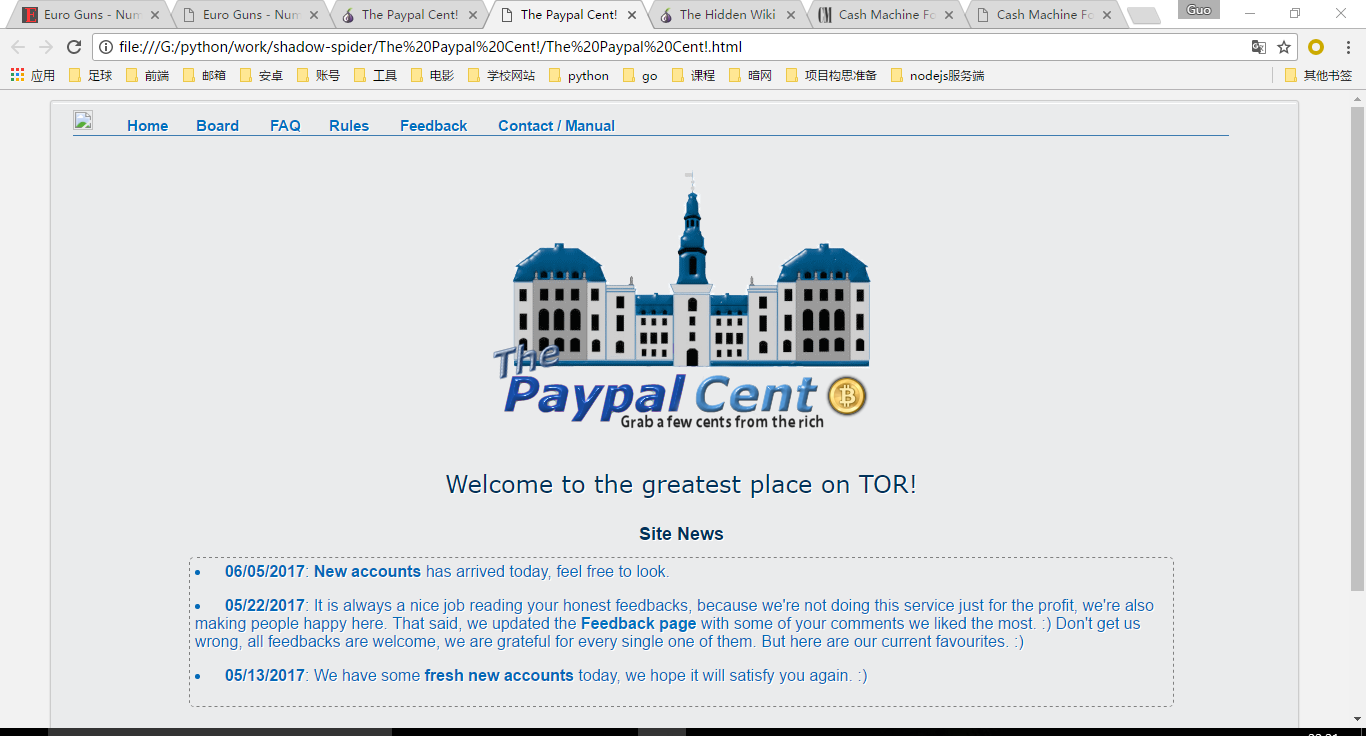 Euro Guns - Num
Euro Guns - Num
The Paypal Cent!
The Paypal Cent!
The Hidden Wiki
Cash Machine Fo
Cash Machine Fo
Guo
file:///G:/python/work/shadow-spider/The%20Paypal%20Cent!/The%20Paypal%20Cent!.html
应用 足球 前端 邮箱 安卓 账号 工具 电影 学校网站 python go 课程 暗网 项目构思准备 nodejs服务端 其他书签
Home Board FAQ Rules Feedback Contact / Manual
The
Paypal Cent
Grab a few cents from the rich
Welcome to the greatest place on TOR!
Site News
• 06/05/2017: New accounts has arrived today, feel free to look.
• 05/22/2017: It is always a nice job reading your honest feedbacks, because we're not doing this service just for the profit, we're also
making people happy here. That said, we updated the Feedback page with some of your comments we liked the most. :) Don't get us
wrong, all feedbacks are welcome, we are grateful for every single one of them. But here are our current favourites. :)
• 05/13/2017: We have some fresh new accounts today, we hope it will satisfy you again. :)